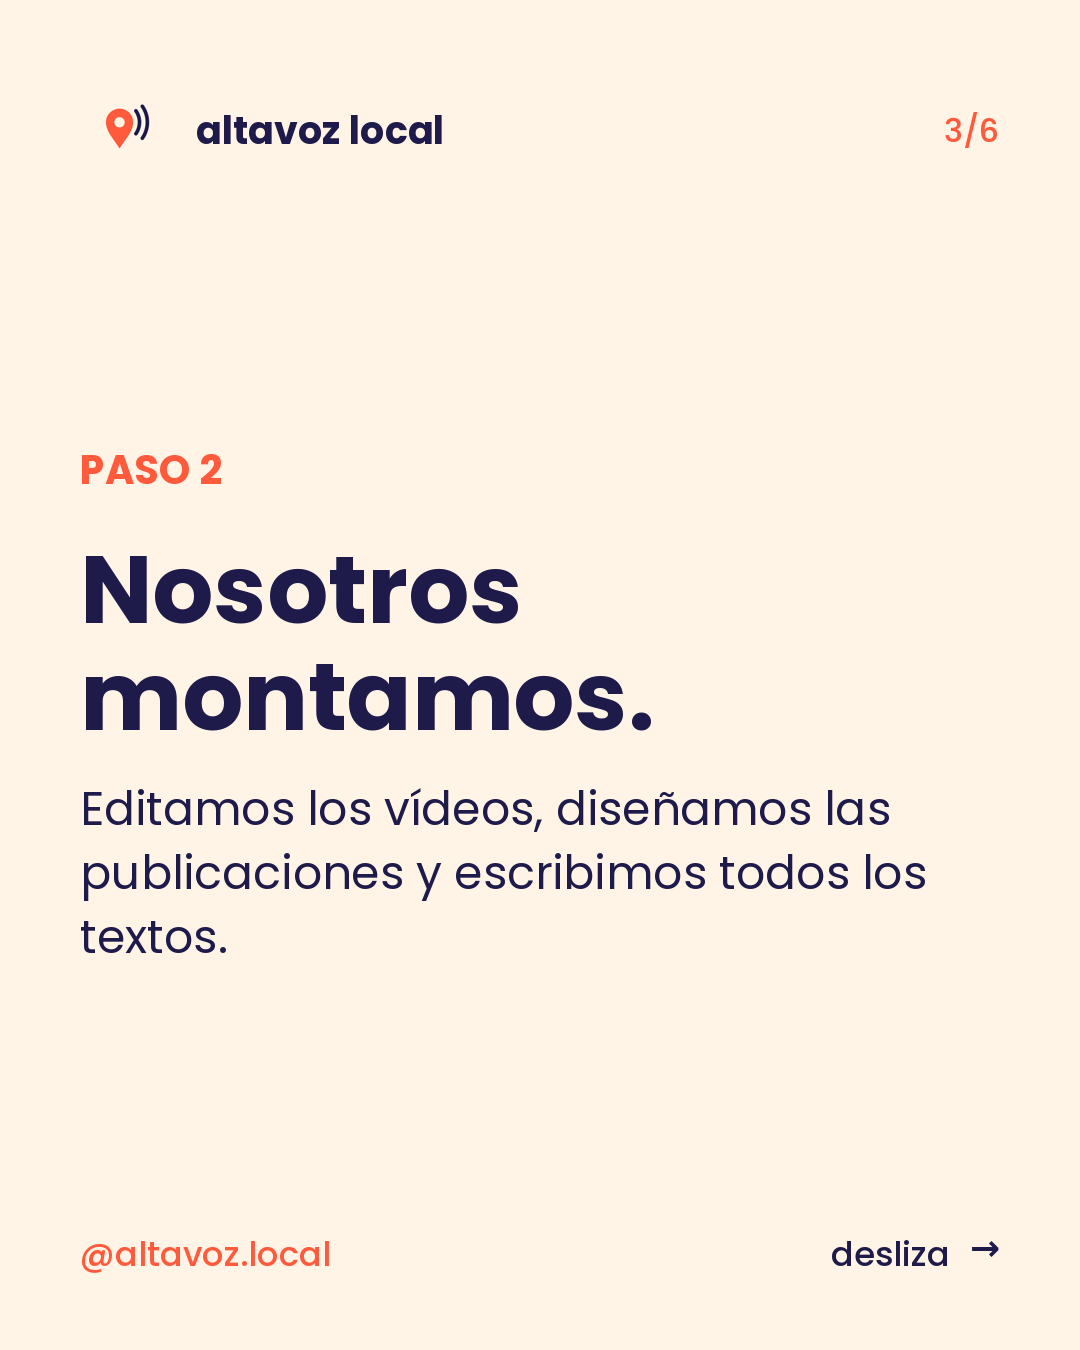 altavoz local
3/6
PASO 2
Nosotros
montamos.
Editamos los vídeos, diseñamos las
publicaciones y escribimos todos los
textos.
@altavoz.local
desliza →